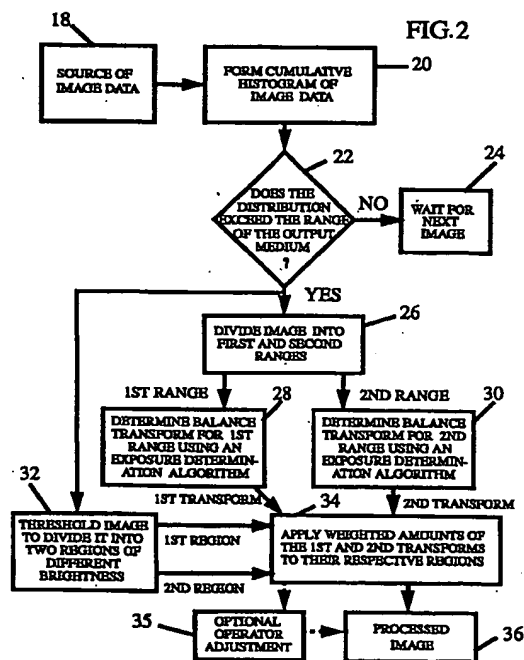 FIG.2
18
SOURCE OF
IMAGE DATA
20
FORM CUMULATIVE
HISTOGRAM OF
IMAGE DATA
22
DOES THE
DISTRIBUTION
EXCEED THE RANGE
OF THE OUTPUT
MEDIUM
?
NO
24
WAIT FOR
NEXT
IMAGE
YES
26
DIVIDE IMAGE INTO
FIRST AND SECOND
RANGES
1ST RANGE
28
2ND RANGE
30
DETERMINE BALANCE
TRANSFORM FOR 1ST
RANGE USING AN
EXPOSURE DETERMIN-
ATION ALGORITHM
DETERMINE BALANCE
TRANSFORM FOR 2ND
RANGE USING AN
EXPOSURE DETERMIN-
ATION ALGORITHM
32
1ST TRANSFORM
34
2ND TRANSFORM
THRESHOLD IMAGE
TO DIVIDE IT INTO
TWO REGIONS OF
DIFFERENT
BRIGHTNESS
1ST REGION
2ND REGION
APPLY WEIGHTED AMOUNTS OF
THE 1ST AND 2ND TRANSFORMS
TO THEIR RESPECTIVE REGIONS
35
OPTIONAL
OPERATOR
ADJUSTMENT
PROCESSED
IMAGE
36